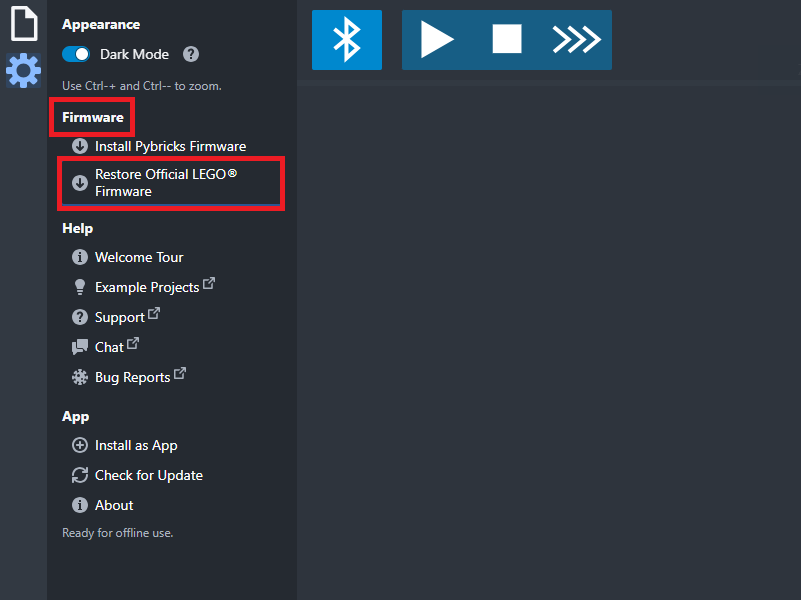 Appearance
Dark Mode
Use Ctrl-+ and Ctrl-- to zoom.
Firmware
Install Pybricks Firmware
Restore Official LEGO®
Firmware
Help
Welcome Tour
Example Projects
Support
Chat
Bug Reports
App
Install as App
Check for Update
About
Ready for offline use.